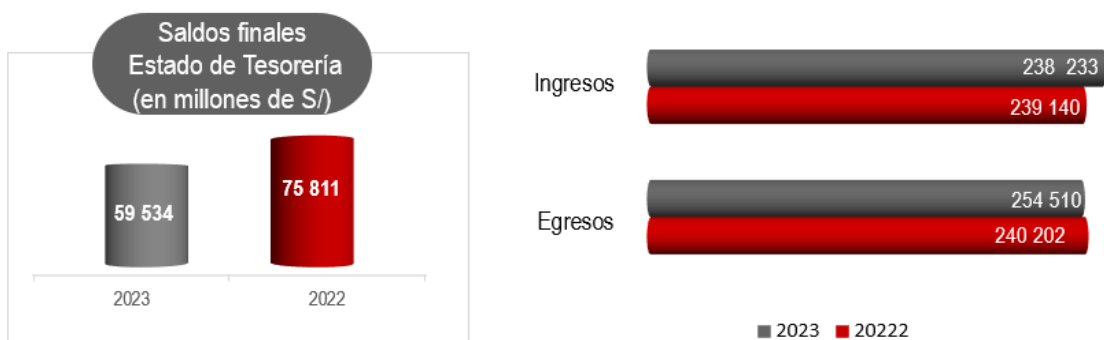 Saldos finales
Estado de Tesorería
(en millones de S/)
59 534
75 811
2023
2022
Ingresos
238 233
239 140
Egresos
254 510
240 202
2023
20222